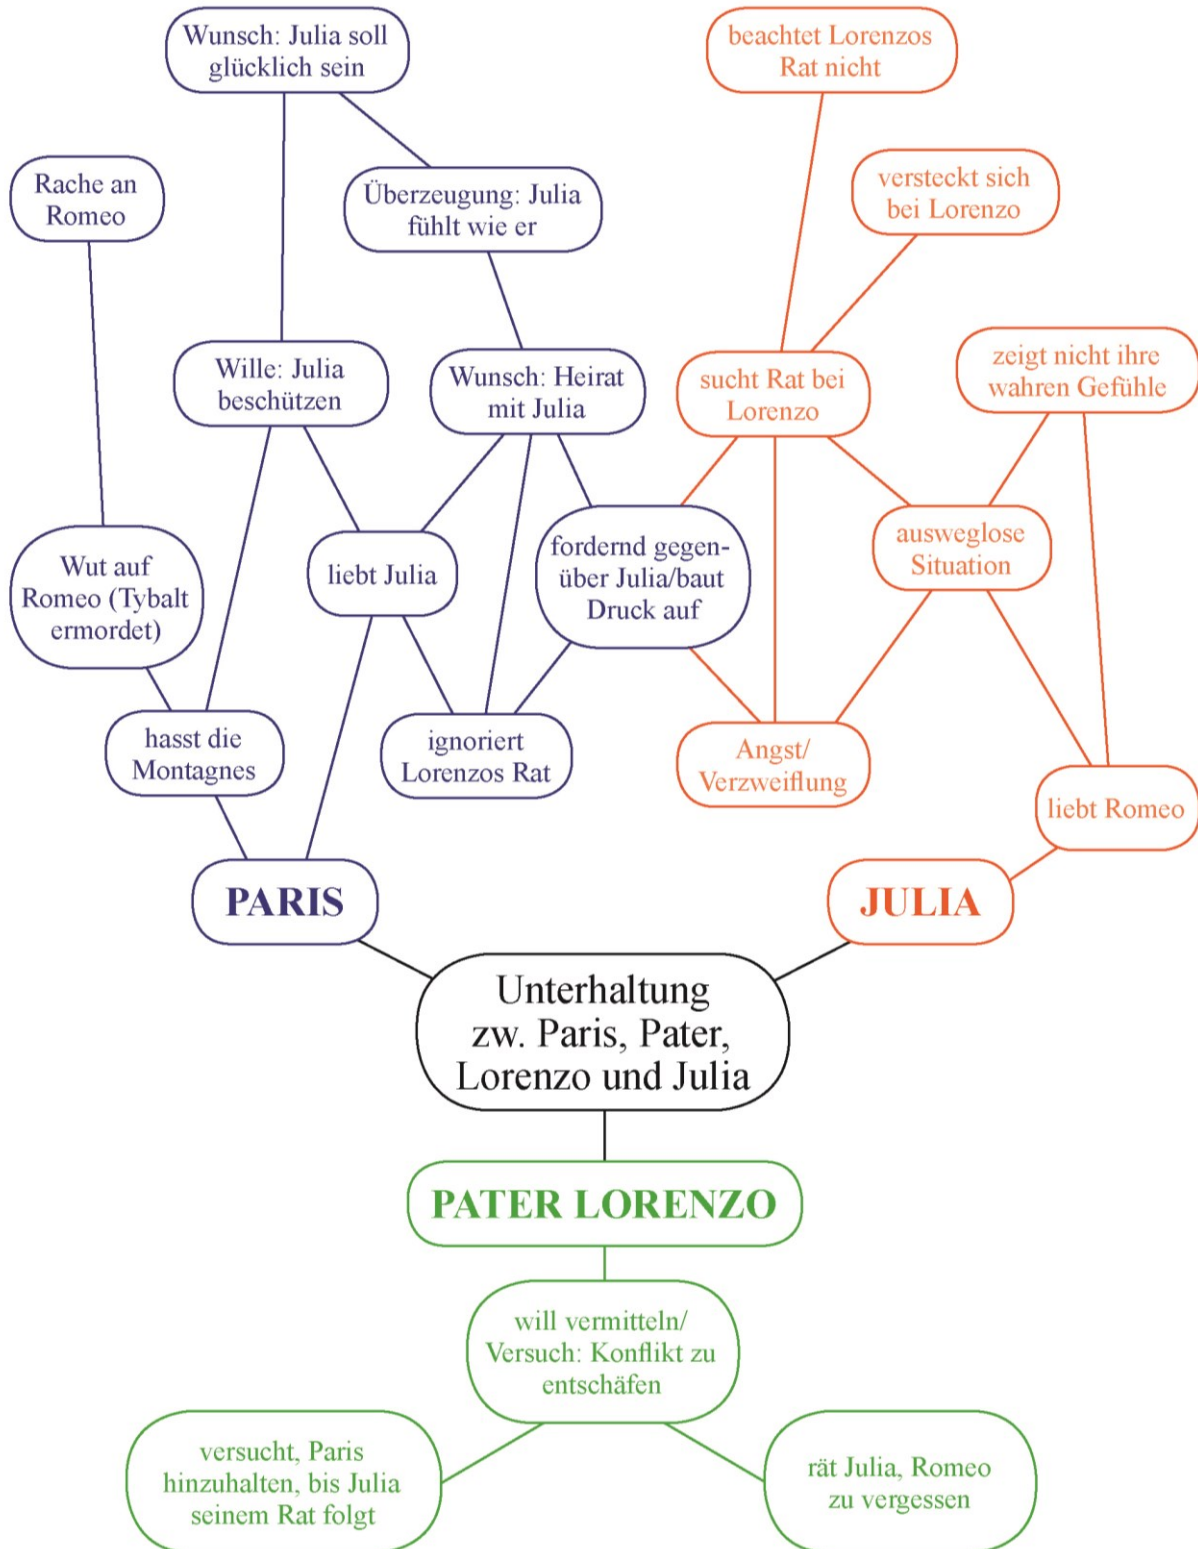 Wunsch: Julia soll
glücklich sein
beachtet Lorenzos
Rat nicht
Rache an
Romeo
Überzeugung: Julia
fühlt wie er
versteckt sich
bei Lorenzo
Wille: Julia
beschützen
Wunsch: Heirat
mit Julia
sucht Rat bei
Lorenzo
zeigt nicht ihre
wahren Gefühle
Wut auf
Romeo (Tybalt
ermordet)
liebt Julia
fordernd gegen-
über Julia/baut
Druck auf
ausweglose
Situation
hasst die
Montagnes
ignoriert
Lorenzos Rat
Angst/
Verzweiflung
liebt Romeo
PARIS
JULIA
Unterhaltung
zw. Paris, Pater,
Lorenzo und Julia
PATER LORENZO
will vermitteln/
Versuch: Konflikt zu
entschäfen
versucht, Paris
hinzuhalten, bis Julia
seinem Rat folgt
rät Julia, Romeo
zu vergessen